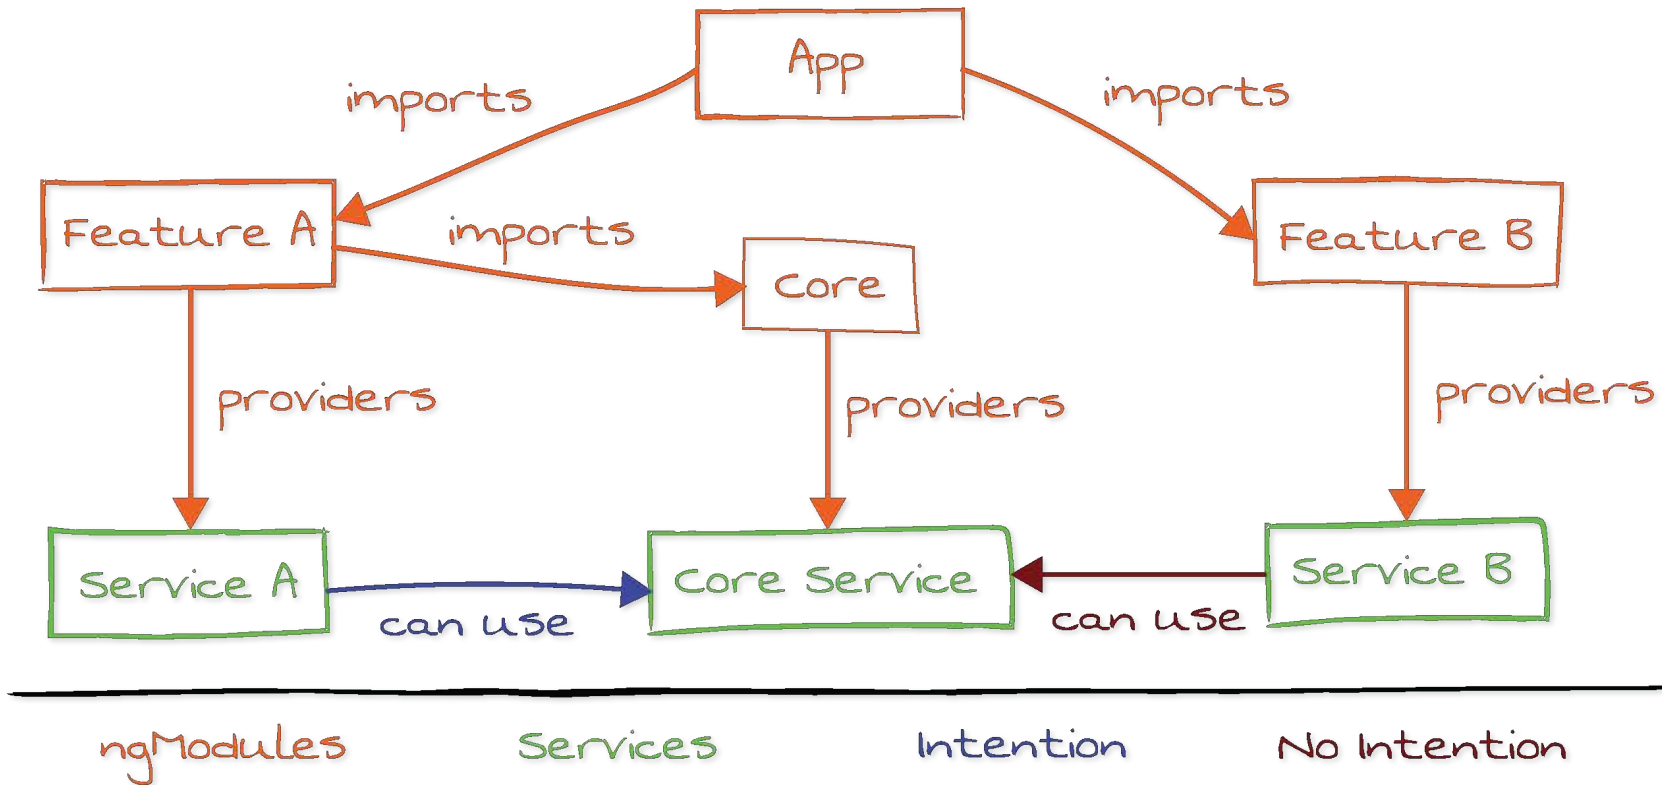 App
imports
imports
Feature A
imports
Feature B
Core
providers
providers
providers
Service A
can use
Core Service
can use
Service B
ngModules
Services
Intention
No Intention